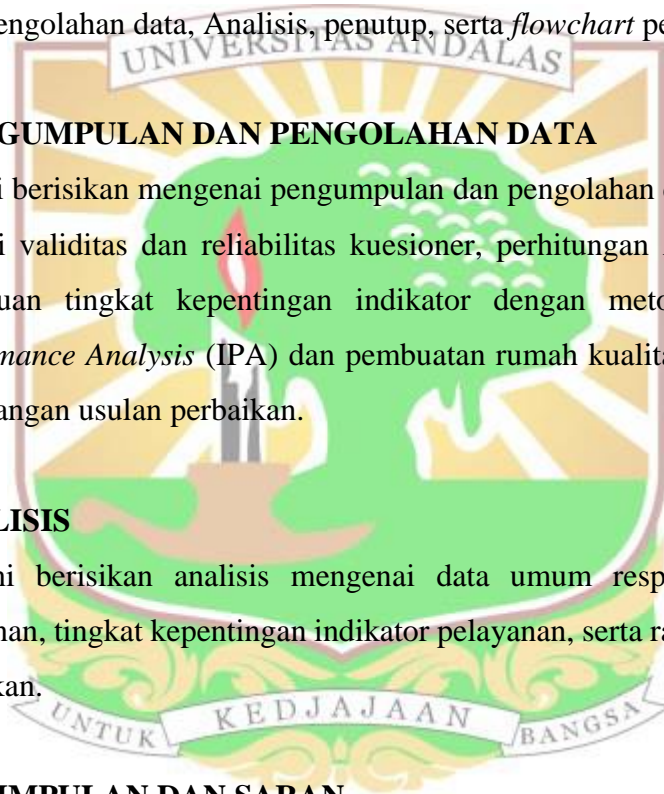 engolahan data, Analisis, penutup, serta flowchart pe
UNIVERSITAS ANDALAS
GUMPULAN DAN PENGOLAHAN DATA
i berisikan mengenai pengumpulan dan pengolahan
i validitas dan reliabilitas kuesioner, perhitungan
uan tingkat kepentingan indikator dengan meto
mance Analysis (IPA) dan pembuatan rumah kualita
angan usulan perbaikan.
LISIS
ni berisikan analisis mengenai data umum resp
nan, tingkat kepentingan indikator pelayanan, serta ra
kan.
UNTUK KEDJAJAAN BANGSA
IMPULAN DAN SARAN